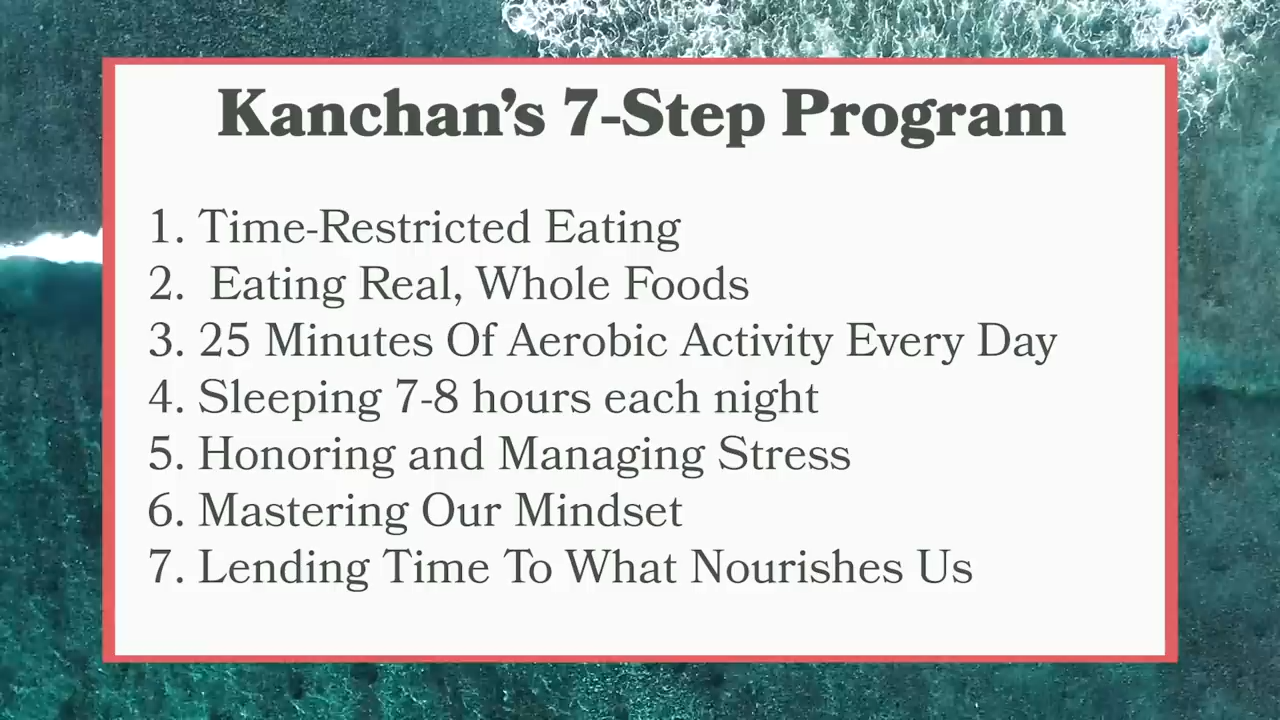 Kanchan’s 7-Step Program
1. Time-Restricted Eating
2. Eating Real, Whole Foods
3. 25 Minutes Of Aerobic Activity Every Day
4. Sleeping 7-8 hours each night
5. Honoring and Managing Stress
6. Mastering Our Mindset
7. Lending Time To What Nourishes Us